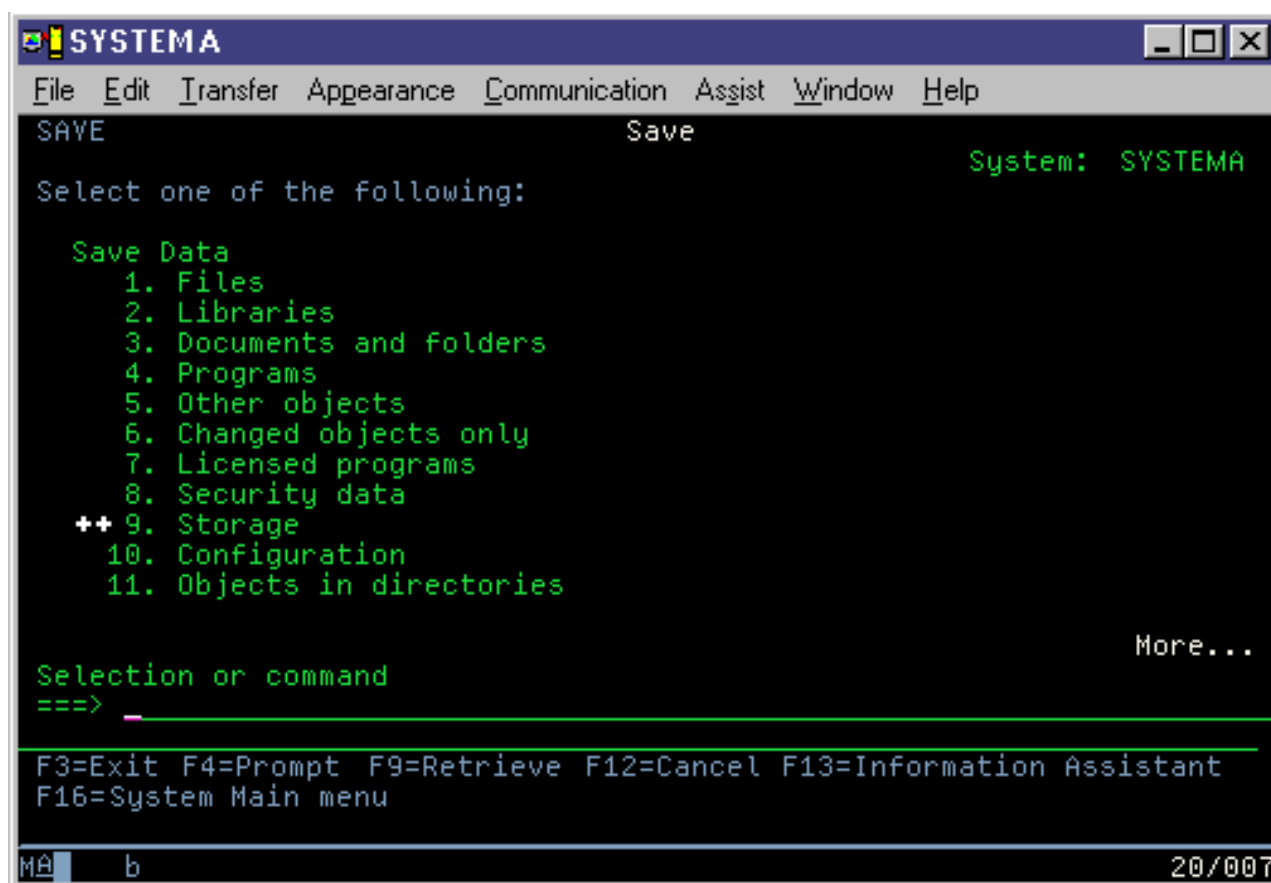 SYSTEMA
File Edit Transfer Appearance Communication Assist Window Help
SAVE Save
System: SYSTEMA
Select one of the following:
Save Data
1. Files
2. Libraries
3. Documents and folders
4. Programs
5. Other objects
6. Changed objects only
7. Licensed programs
8. Security data
++ 9. Storage
10. Configuration
11. Objects in directories
More...
Selection or command
===> _
F3=Exit F4=Prompt F9=Retrieve F12=Cancel F13=Information Assistant
F16=System Main menu
MA b 20/007